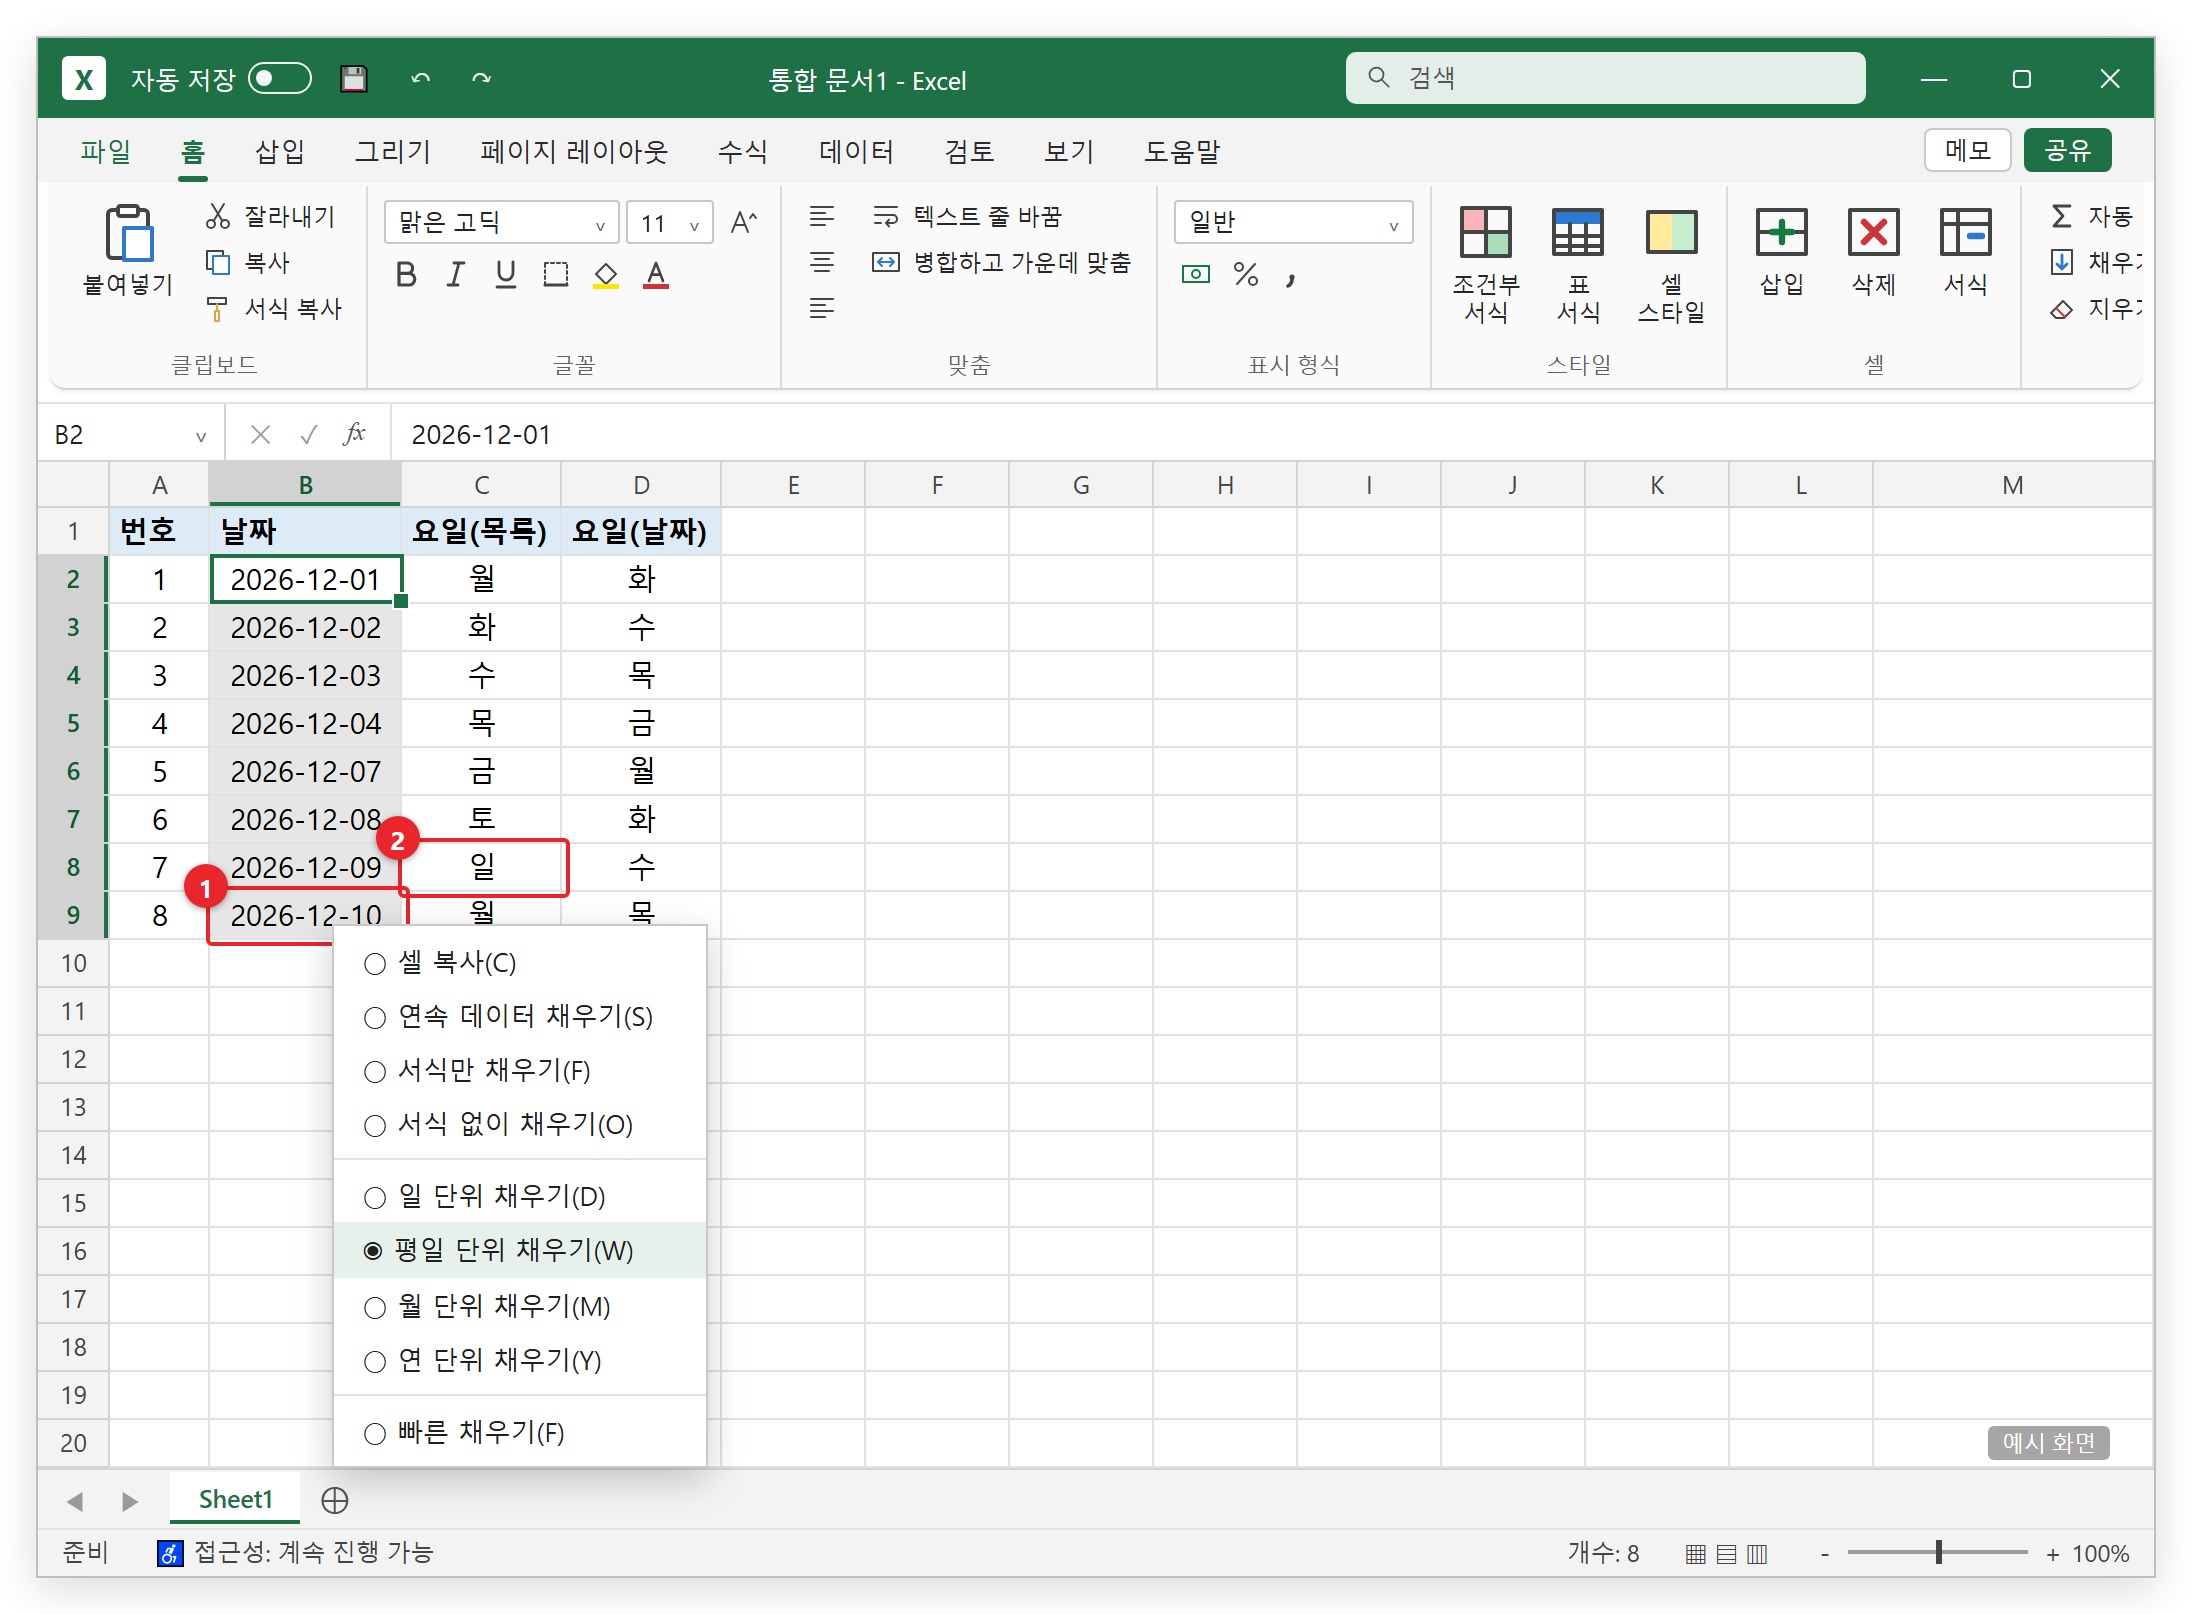 X 자동 저장 통합 문서1 - Excel 검색
파일 홈 삽입 그리기 페이지 레이아웃 수식 데이터 검토 보기 도움말 메모 공유
붙여넣기
잘라내기
복사
서식 복사
클립보드
맑은 고딕 11 A^
B I U A
글꼴
텍스트 줄 바꿈
병합하고 가운데 맞춤
맞춤
일반
% ,
표시 형식
조건부
서식
표
서식
셀
스타일
스타일
삽입 삭제 서식
셀
Σ 자동
채우기
지우기
B2 fx 2026-12-01
A B C D E F G H I J K L M
1 번호 날짜 요일(목록) 요일(날짜)
2 1 2026-12-01 월 화
3 2 2026-12-02 화 수
4 3 2026-12-03 수 목
5 4 2026-12-04 목 금
6 5 2026-12-07 금 월
7 6 2026-12-08 토 화
2
8 7 2026-12-09 일 수
1
9 8 2026-12-10 월 목
10
11
12
13
14
15
16
17
18
19
20
셀 복사(C)
연속 데이터 채우기(S)
서식만 채우기(F)
서식 없이 채우기(O)
일 단위 채우기(D)
평일 단위 채우기(W)
월 단위 채우기(M)
연 단위 채우기(Y)
빠른 채우기(F)
예시 화면
Sheet1
준비 접근성: 계속 진행 가능 개수: 8 - + 100%